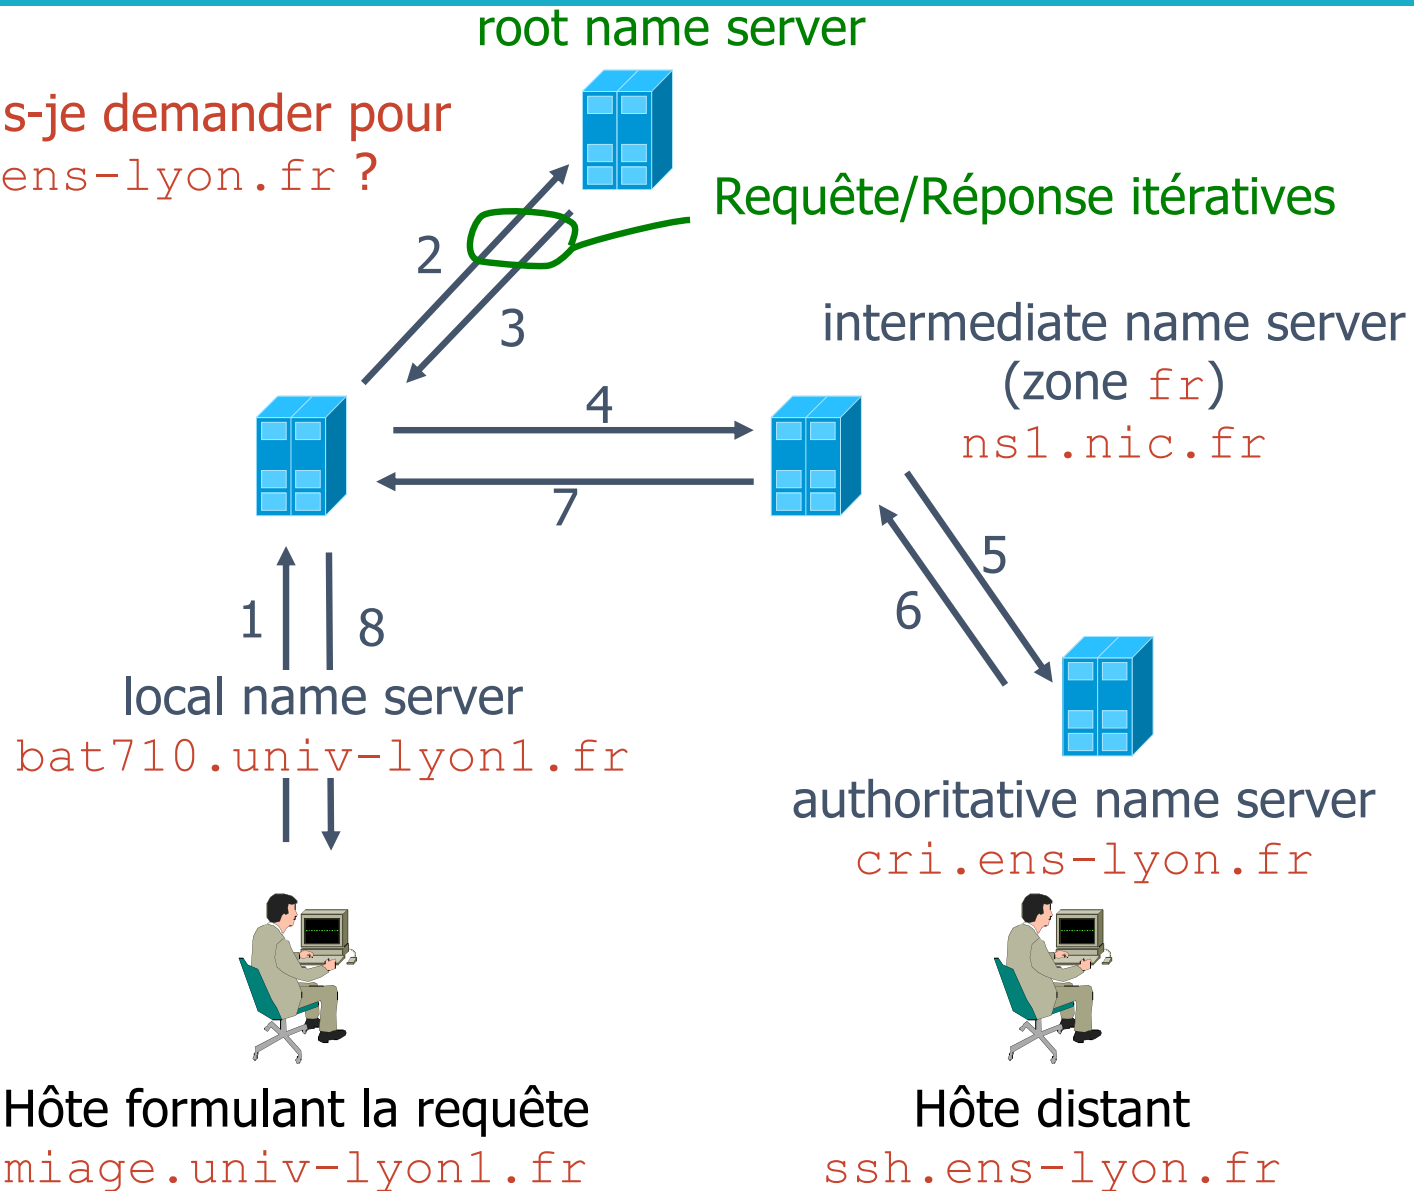 root name server
s-je demander pour
ens-lyon.fr ?
Requête/Réponse itératives
2
3
intermediate name server
(zone fr)
ns1.nic.fr
4
7
5
6
1
8
local name server
bat710.univ-lyon1.fr
authoritative name server
cri.ens-lyon.fr
Hôte formulant la requête
miage.univ-lyon1.fr
Hôte distant
ssh.ens-lyon.fr